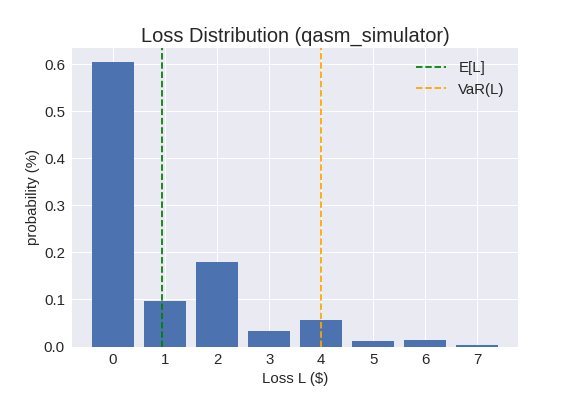 Loss Distribution (qasm_simulator)
E[L]
VaR(L)
probability (%)
0.6
0.5
0.4
0.3
0.2
0.1
0.0
0 1 2 3 4 5 6 7
Loss L ($)